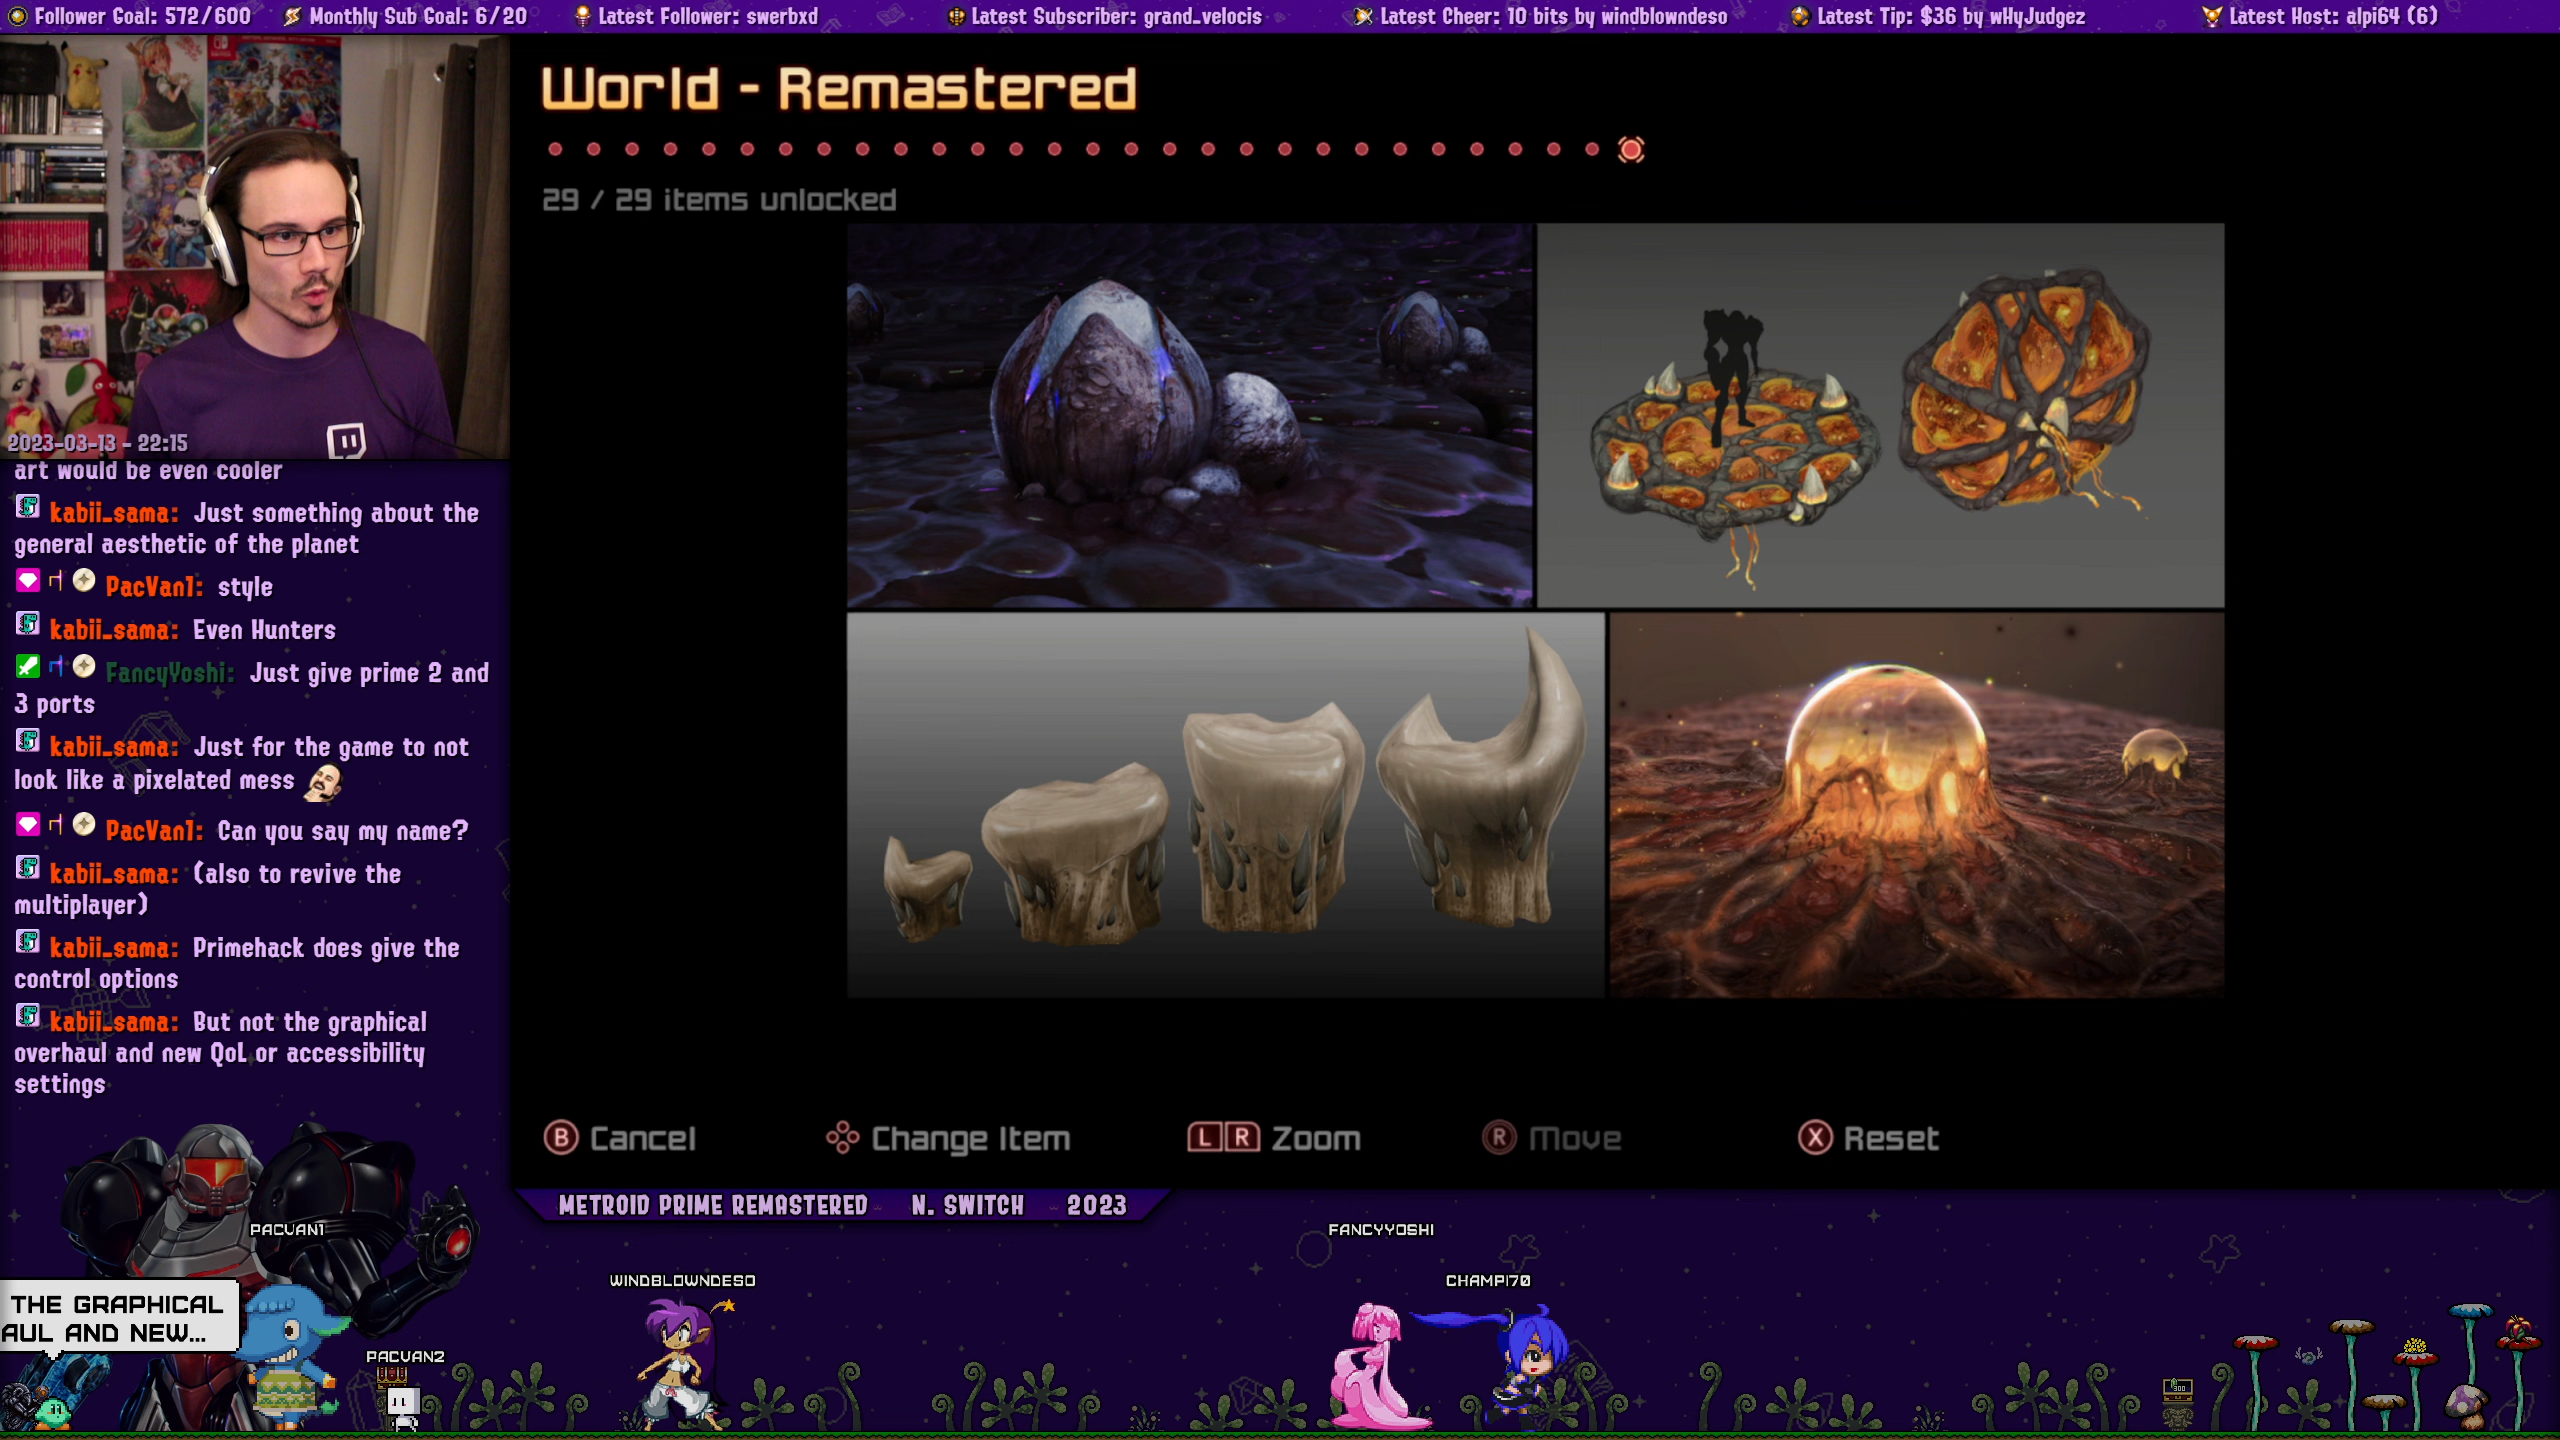 Follower Goal: 572/600
Monthly Sub Goal: 6/20
Latest Follower: swerbxd
Latest Subscriber: grand_velocis
Latest Cheer: 10 bits by windblowndeso
Latest Tip: $36 by wHyJudgez
Latest Host: alpi64 (6)
World - Remastered
29 / 29 items unlocked
2023-03-13 - 22:15
art would be even cooler
kabii_sama: Just something about the
general aesthetic of the planet
PacVan1: style
kabii_sama: Even Hunters
FancyYoshi: Just give prime 2 and
3 ports
kabii_sama: Just for the game to not
look like a pixelated mess
PacVan1: Can you say my name?
kabii_sama: (also to revive the
multiplayer)
kabii_sama: Primehack does give the
control options
kabii_sama: But not the graphical
overhaul and new QoL or accessibility
settings
B Cancel
Change Item
L R Zoom
R Move
X Reset
METROID PRIME REMASTERED N. SWITCH 2023
PACVAN1
FANCYYOSHI
WINDBLOWNDESO
CHAMPI70
THE GRAPHICAL
AUL AND NEW...
PACVAN2